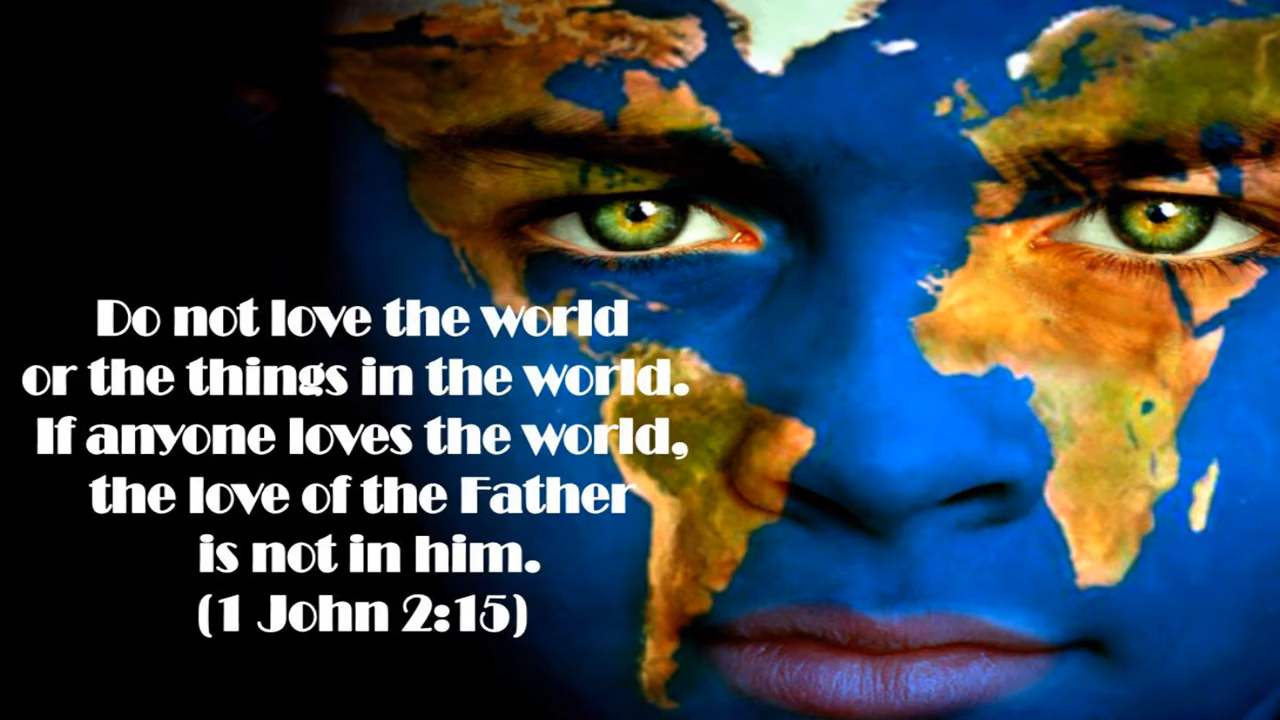 Do not love the world
or the things in the world.
If anyone loves the world,
the love of the Father
is not in him.
(1 John 2:15)